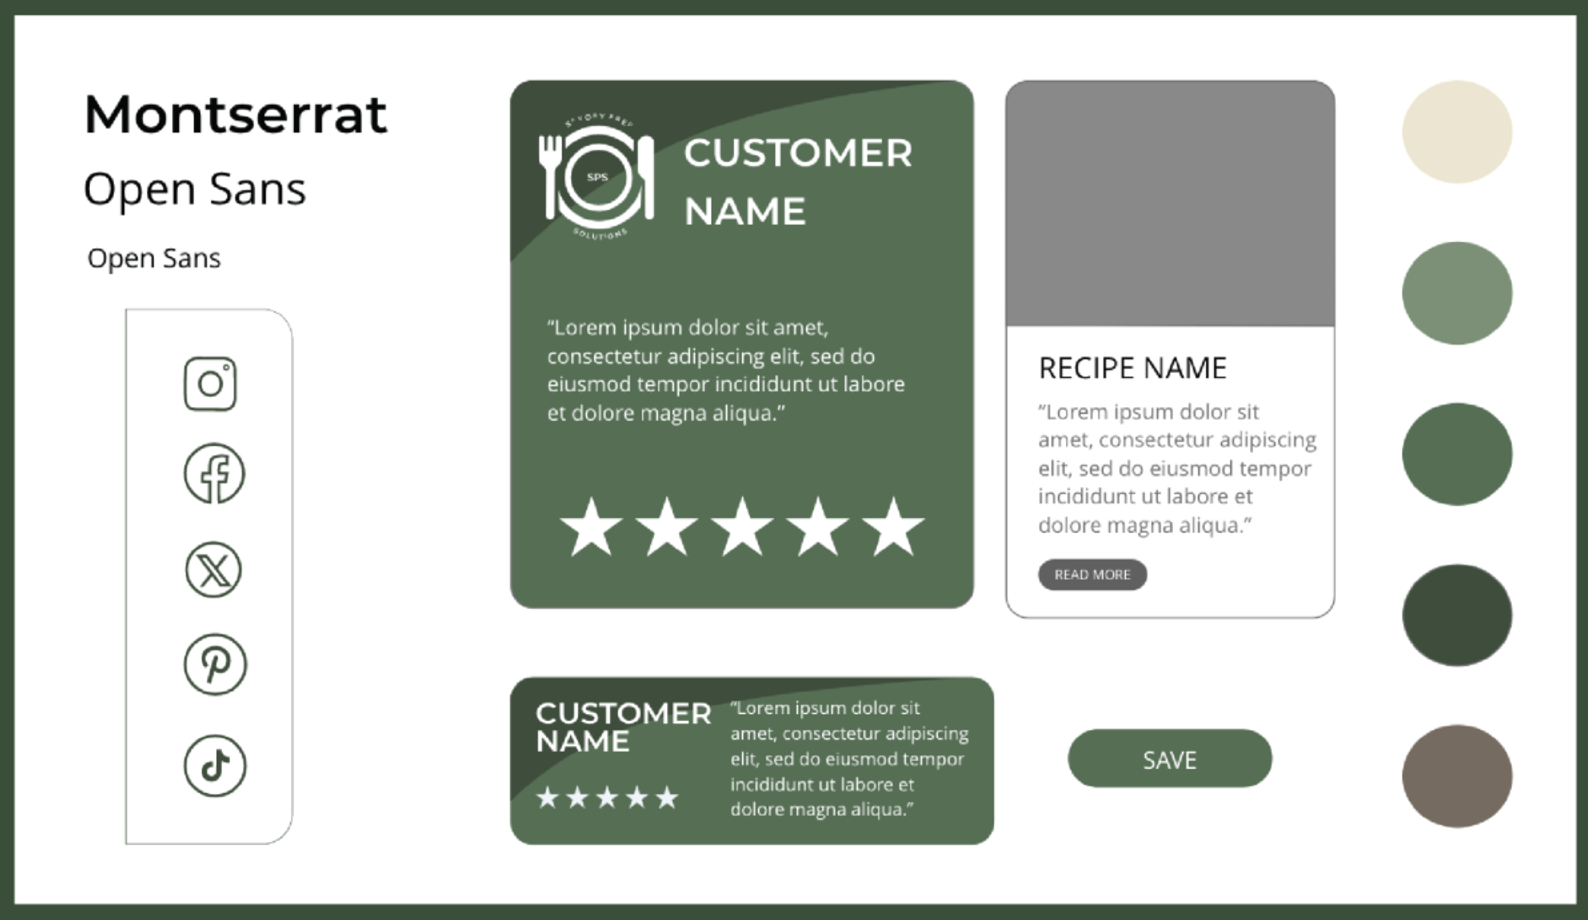 Montserrat
Open Sans
Open Sans
SAVORY PREP
SPS
SOLUTIONS
CUSTOMER
NAME
“Lorem ipsum dolor sit amet,
consectetur adipiscing elit, sed do
eiusmod tempor incididunt ut labore
et dolore magna aliqua.”
RECIPE NAME
“Lorem ipsum dolor sit
amet, consectetur adipiscing
elit, sed do eiusmod tempor
incididunt ut labore et
dolore magna aliqua.”
READ MORE
CUSTOMER
NAME
“Lorem ipsum dolor sit
amet, consectetur adipiscing
elit, sed do eiusmod tempor
incididunt ut labore et
dolore magna aliqua.”
SAVE